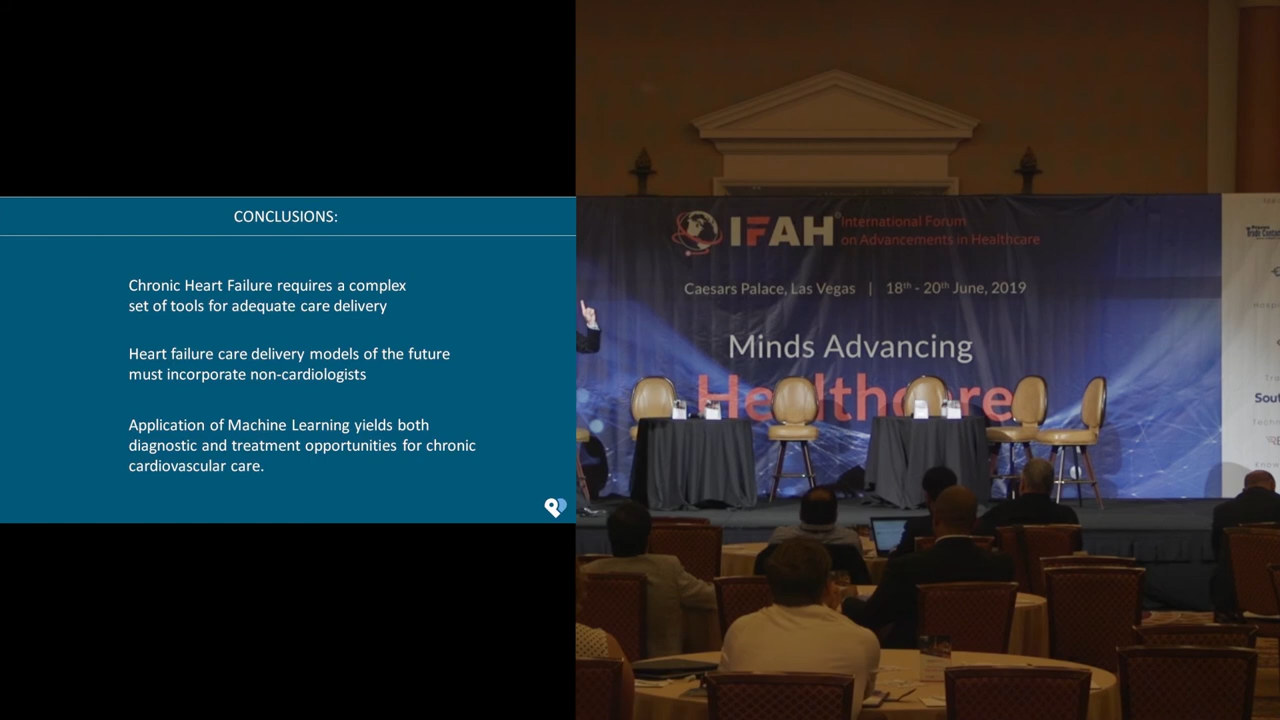 CONCLUSIONS:
Chronic Heart Failure requires a complex
set of tools for adequate care delivery
Heart failure care delivery models of the future
must incorporate non-cardiologists
Application of Machine Learning yields both
diagnostic and treatment opportunities for chronic
cardiovascular care.
IFAH®
International Forum
on Advancements in Healthcare
Caesars Palace, Las Vegas | 18th - 20th June, 2019
Minds Advancing
Healthcare